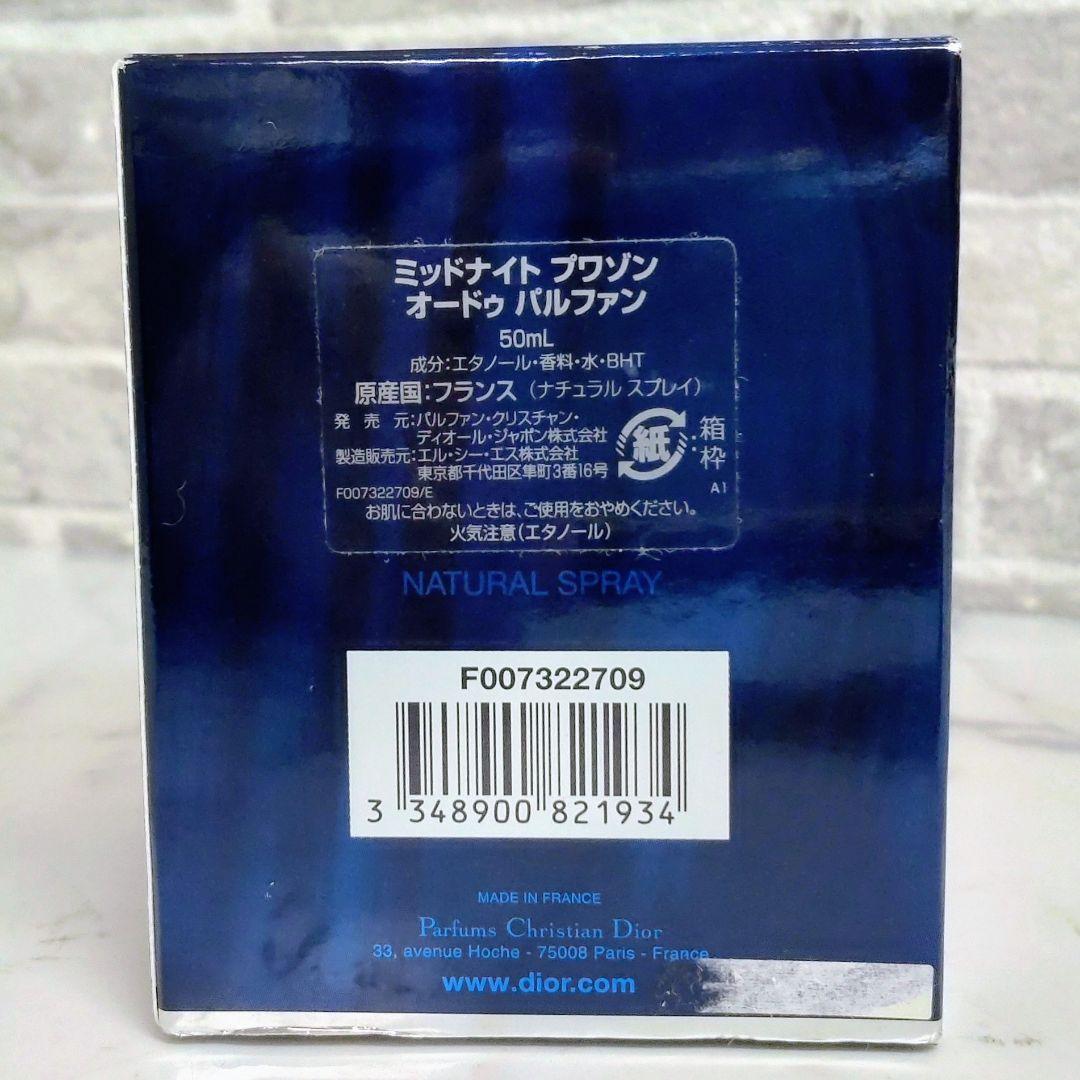 ミッドナイト プワゾン
オードゥ パルファン
50mL
成分:エタノール・香料・水・BHT
原産国:フランス(ナチュラル スプレイ)
発 売 元:パルファン・クリスチャン・
ディオール・ジャポン株式会社
製造販売元:エル・シー・エス株式会社
東京都千代田区隼町3番16号
紙:箱
枠
F007322709/E
A1
お肌に合わないときは、ご使用をおやめください。
火気注意(エタノール)
NATURAL SPRAY
F007322709
3 348900 821934
MADE IN FRANCE
Parfums Christian Dior
33, avenue Hoche - 75008 Paris - France
www.dior.com